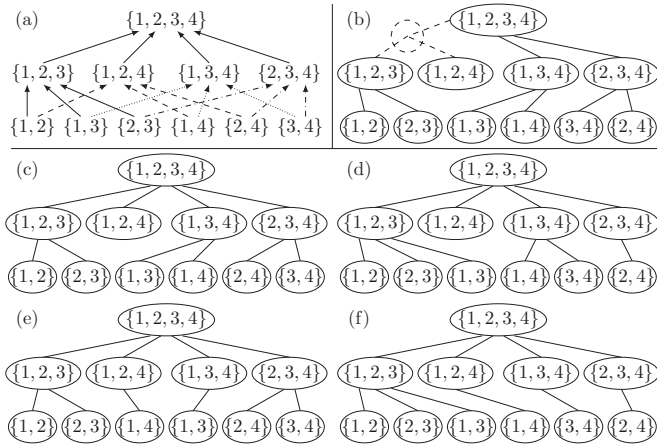 (a) {1, 2, 3, 4}
{1, 2, 3} {1, 2, 4} {1, 3, 4} {2, 3, 4}
{1, 2} {1, 3} {2, 3} {1, 4} {2, 4} {3, 4}
(b) {1, 2, 3, 4}
{1, 2, 3} {1, 2, 4} {1, 3, 4} {2, 3, 4}
{1, 2} {2, 3} {1, 3} {1, 4} {3, 4} {2, 4}
(c) {1, 2, 3, 4}
{1, 2, 3} {1, 2, 4} {1, 3, 4} {2, 3, 4}
{1, 2} {2, 3} {1, 3} {1, 4} {2, 4} {3, 4}
(d) {1, 2, 3, 4}
{1, 2, 3} {1, 2, 4} {1, 3, 4} {2, 3, 4}
{1, 2} {2, 3} {1, 3} {1, 4} {3, 4} {2, 4}
(e) {1, 2, 3, 4}
{1, 2, 3} {1, 2, 4} {1, 3, 4} {2, 3, 4}
{1, 2} {2, 3} {1, 4} {1, 3} {2, 4} {3, 4}
(f) {1, 2, 3, 4}
{1, 2, 3} {1, 2, 4} {1, 3, 4} {2, 3, 4}
{1, 2} {2, 3} {1, 3} {1, 4} {3, 4} {2, 4}